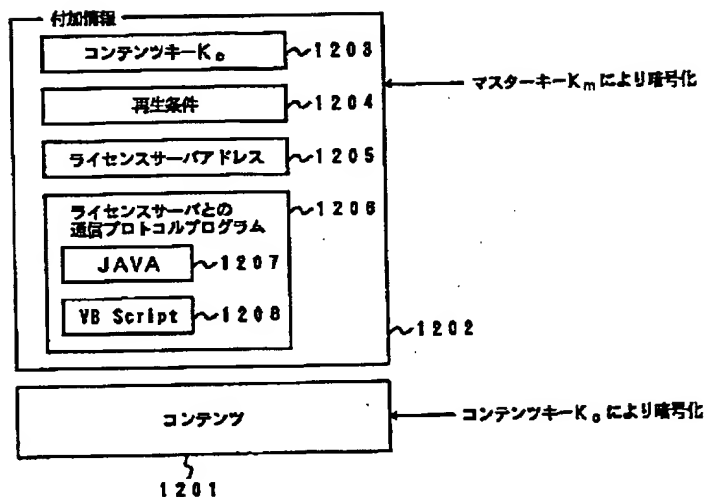 付加情報
コンテンツキーKc
1203
マスターキーKmにより暗号化
再生条件
1204
ライセンスサーバアドレス
1205
ライセンスサーバとの
通信プロトコルプログラム
1206
JAVA
1207
VB Script
1208
1202
コンテンツ
コンテンツキーKcにより暗号化
1201